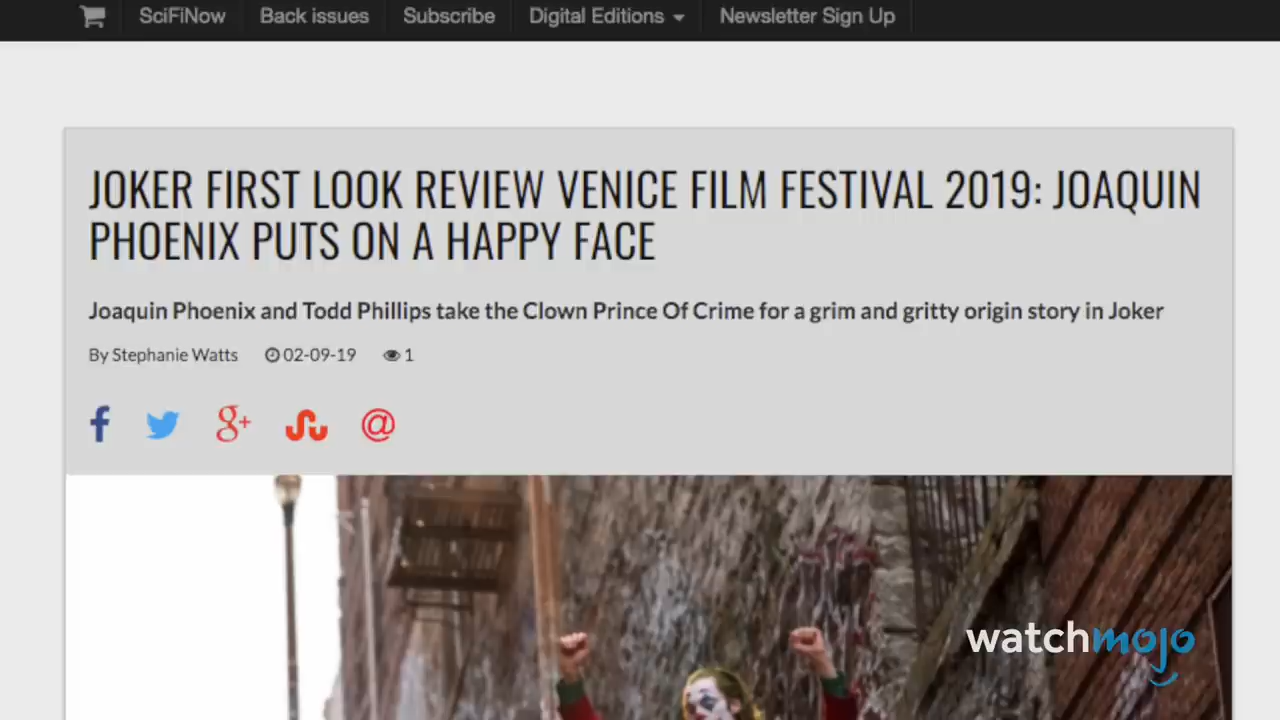 SciFiNow Back issues Subscribe Digital Editions Newsletter Sign Up
JOKER FIRST LOOK REVIEW VENICE FILM FESTIVAL 2019: JOAQUIN
PHOENIX PUTS ON A HAPPY FACE
Joaquin Phoenix and Todd Phillips take the Clown Prince Of Crime for a grim and gritty origin story in Joker
By Stephanie Watts 02-09-19 1
watchmojo